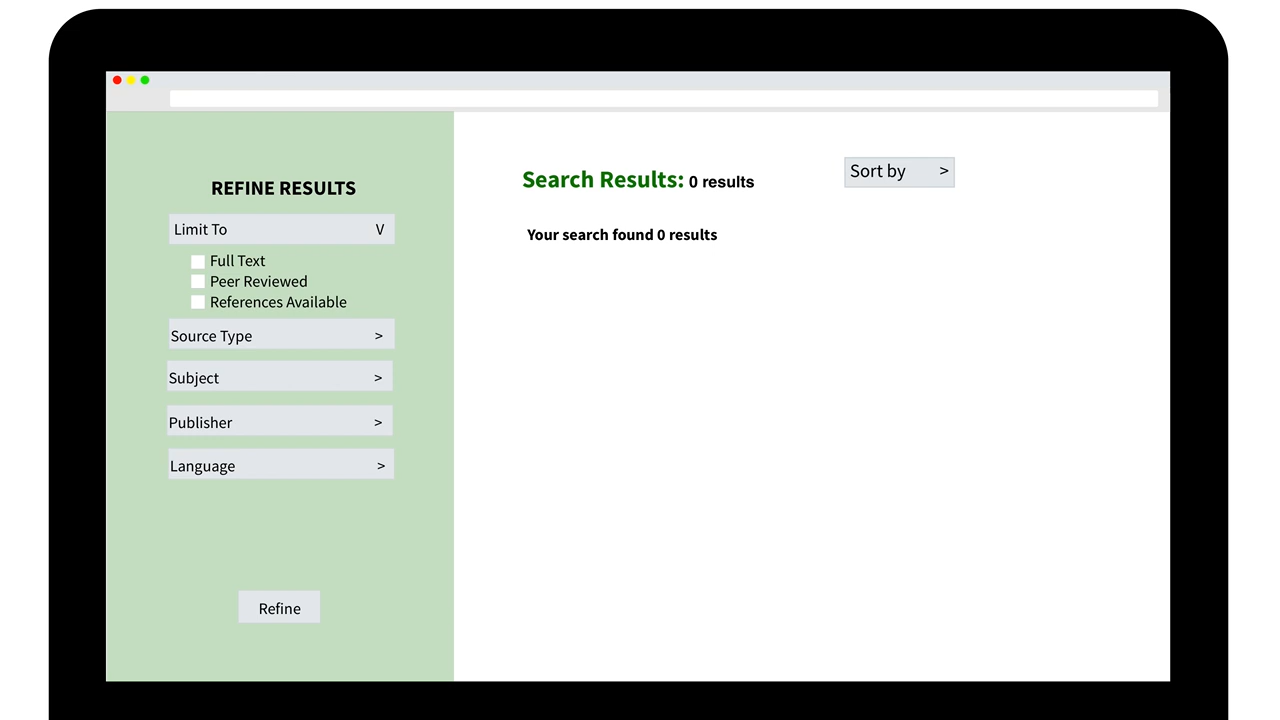 REFINE RESULTS
Limit To V
Full Text
Peer Reviewed
References Available
Source Type >
Subject >
Publisher >
Language >
Refine
Search Results: 0 results
Sort by >
Your search found 0 results